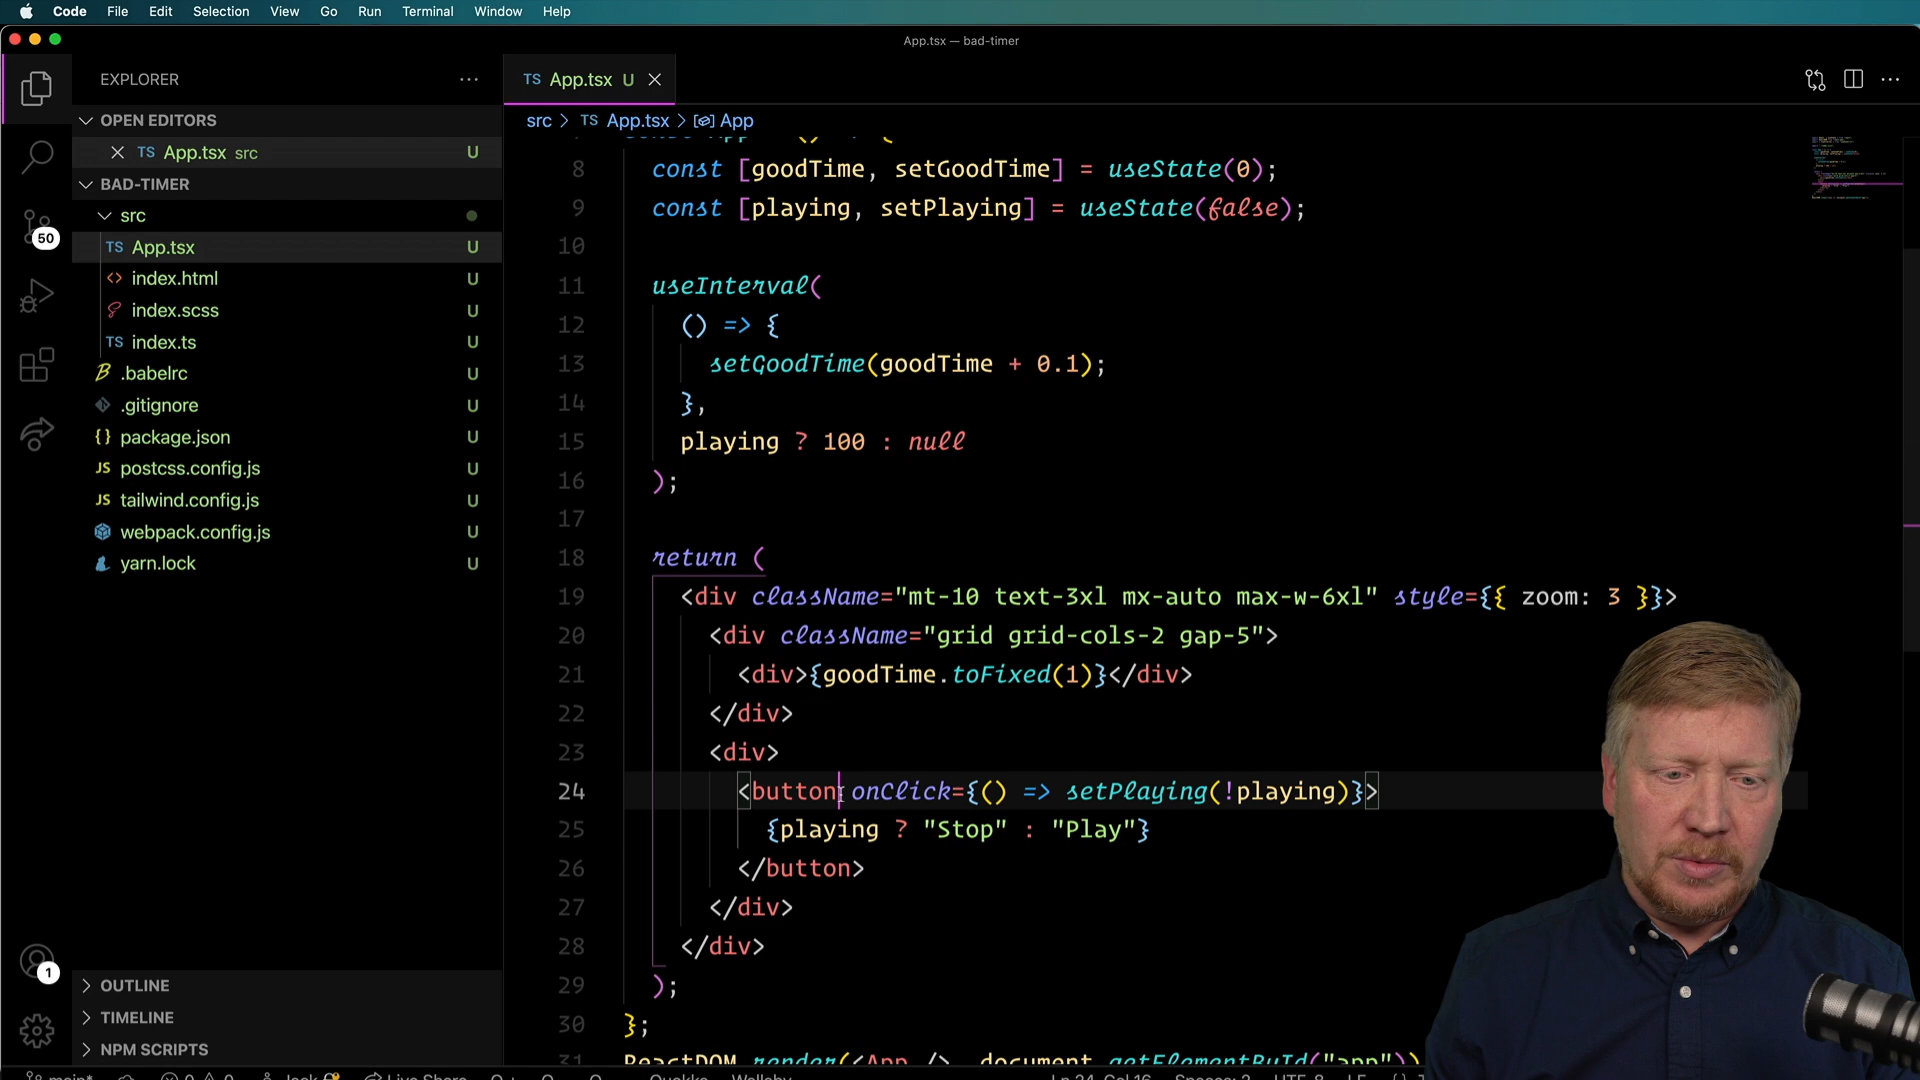 Code File Edit Selection View Go Run Terminal Window Help
App.tsx — bad-timer
EXPLORER
OPEN EDITORS
TS App.tsx src U
BAD-TIMER
src
TS App.tsx U
index.html U
index.scss U
TS index.ts U
.babelrc U
.gitignore U
{} package.json U
JS postcss.config.js U
JS tailwind.config.js U
webpack.config.js U
yarn.lock U
50
1
OUTLINE
TIMELINE
NPM SCRIPTS
TS App.tsx U
src > TS App.tsx > App
8 const [goodTime, setGoodTime] = useState(0);
9 const [playing, setPlaying] = useState(false);
10
11 useInterval(
12 () => {
13 setGoodTime(goodTime + 0.1);
14 },
15 playing ? 100 : null
16 );
17
18 return (
19 <div className="mt-10 text-3xl mx-auto max-w-6xl" style={{ zoom: 3 }}>
20 <div className="grid grid-cols-2 gap-5">
21 <div>{goodTime.toFixed(1)}</div>
22 </div>
23 <div>
24 <button onClick={() => setPlaying(!playing)}>
25 {playing ? "Stop" : "Play"}
26 </button>
27 </div>
28 </div>
29 );
30 };
31 ReactDOM.render(<App />, document.getElementById("app"))